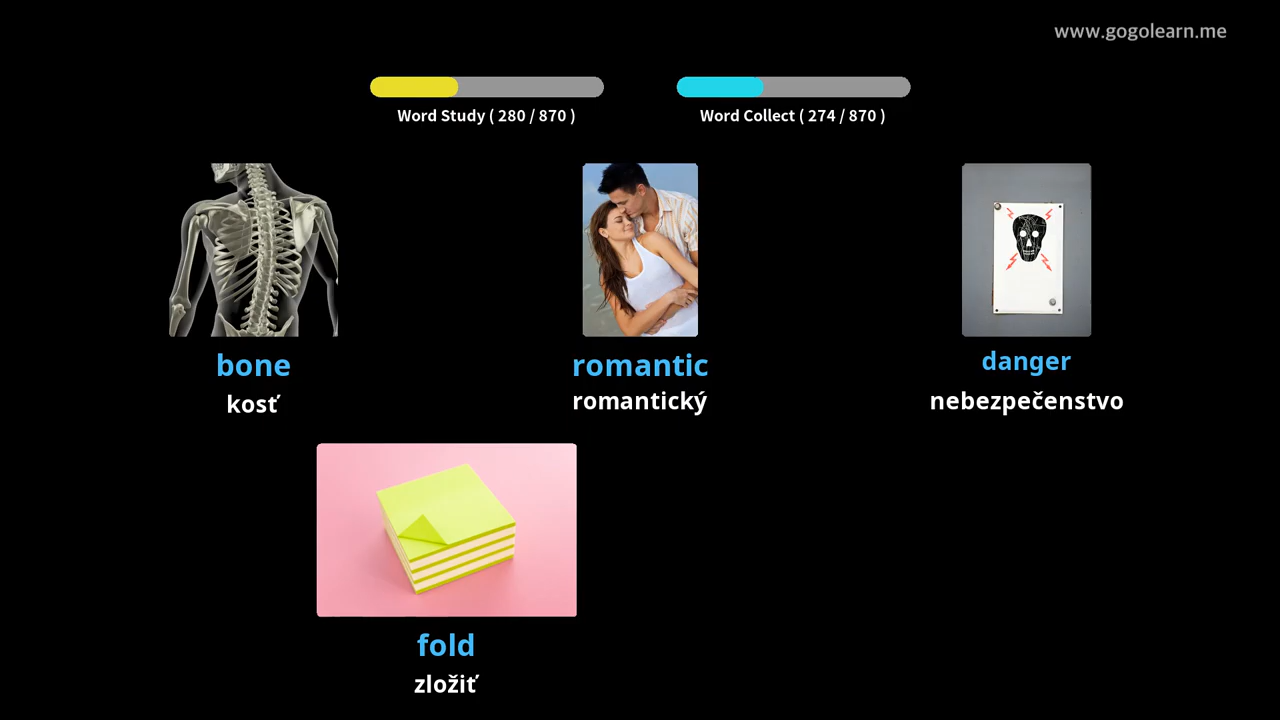 www.gogolearn.me
Word Study ( 280 / 870 )
Word Collect ( 274 / 870 )
bone
kosť
romantic
romantický
danger
nebezpečenstvo
fold
zložiť